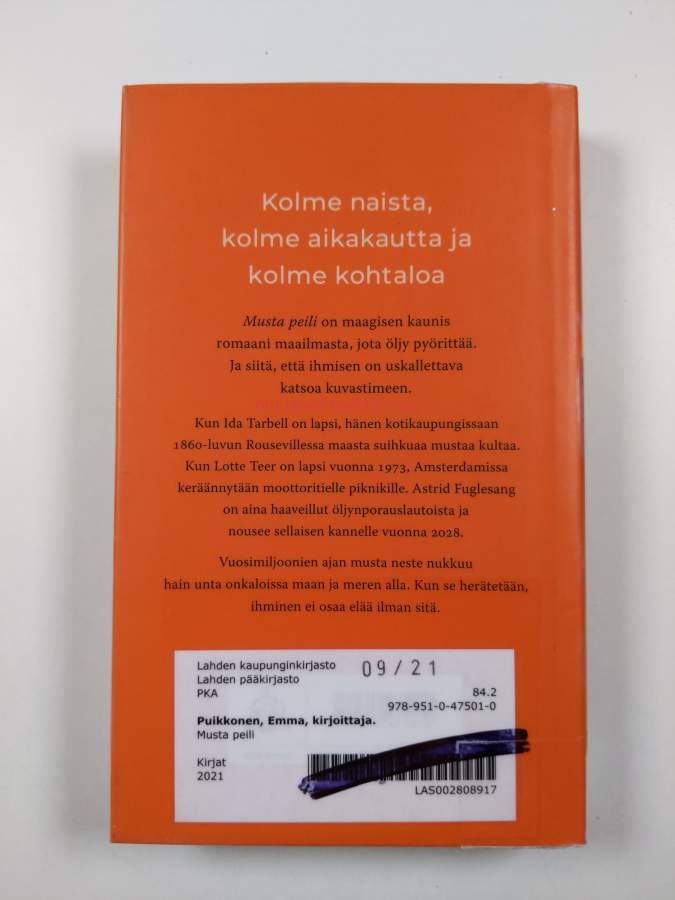 Kolme naista,
kolme aikakautta ja
kolme kohtaloa
Musta peili on maagisen kaunis
romaani maailmasta, jota öljy pyörittää.
Ja siitä, että ihmisen on uskallettava
katsoa kuvastimeen.
Kun Ida Tarbell on lapsi, hänen kotikaupungissaan
1860-luvun Rousevillessa maasta suihkuaa mustaa kultaa.
Kun Lotte Teer on lapsi vuonna 1973, Amsterdamissa
keräännytään moottoritielle piknikille. Astrid Fuglesang
on aina haaveillut öljynporauslautoista ja
nousee sellaisen kannelle vuonna 2028.
Vuosimiljoonien ajan musta neste nukkuu
hain unta onkaloissa maan ja meren alla. Kun se herätetään,
ihminen ei osaa elää ilman sitä.
Lahden kaupunginkirjasto 09/21
Lahden pääkirjasto
PKA 84.2
978-951-0-47501-0
Puikkonen, Emma, kirjoittaja.
Musta peili
Kirjat
2021
LAS002808917